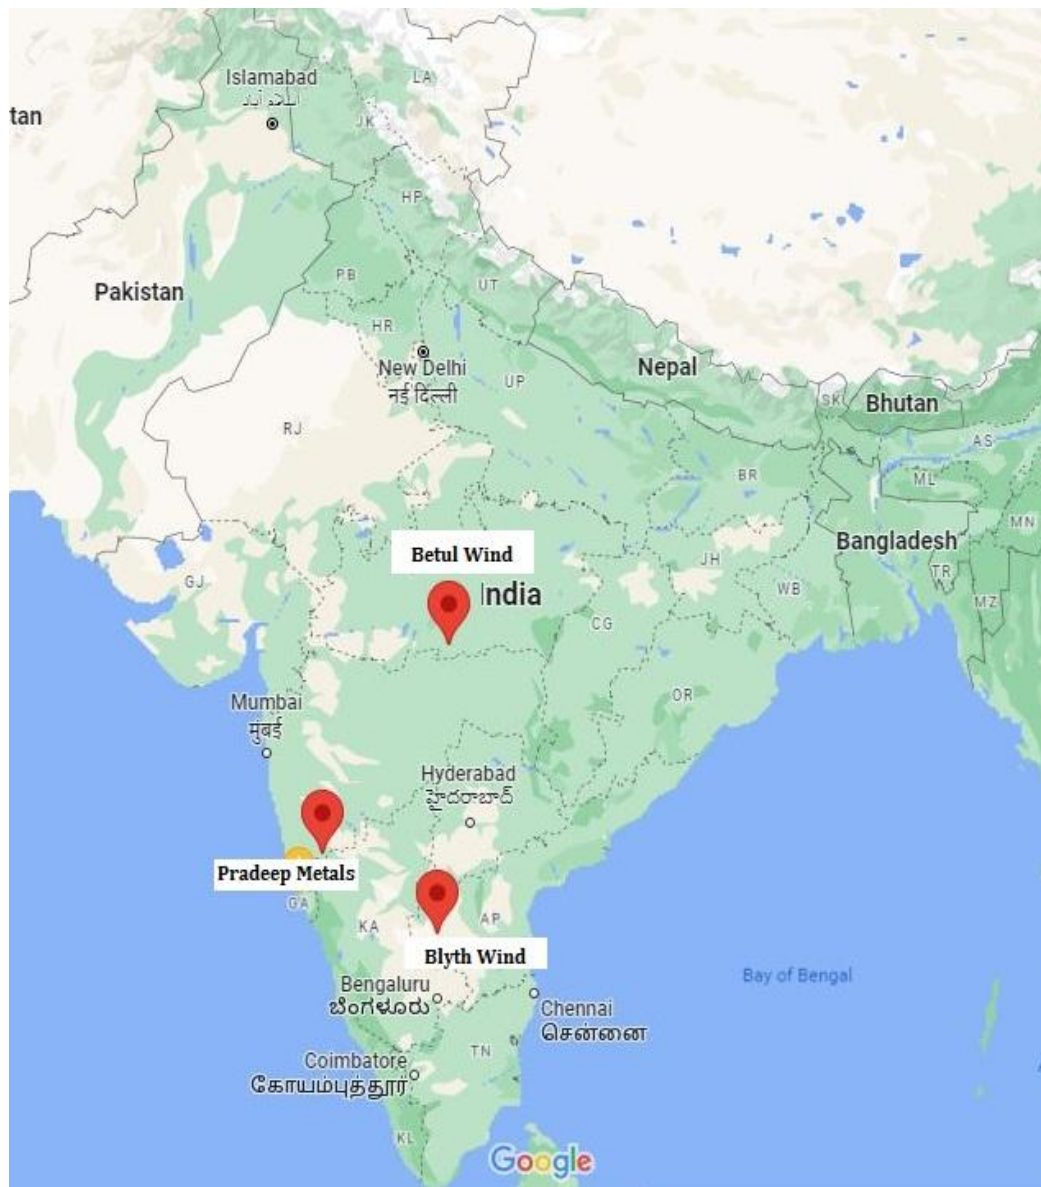 Islamabad
اسلام آباد
LA
tan
JK
HP
Pakistan
PB
UT
HR
New Delhi
नई दिल्ली
UP
Nepal
SK
Bhutan
RJ
AS
BR
ML
MN
Betul Wind
Bangladesh
GJ
India
JH
TR
WB
MZ
CG
Mumbai
मुंबई
OR
Hyderabad
హైదరాబాద్
Pradeep Metals
GA
KA
AP
Blyth Wind
Bay of Bengal
Bengaluru
ಬೆಂಗಳೂರು
Chennai
சென்னை
TN
Coimbatore
கோயம்புத்தூர்
KL
Google